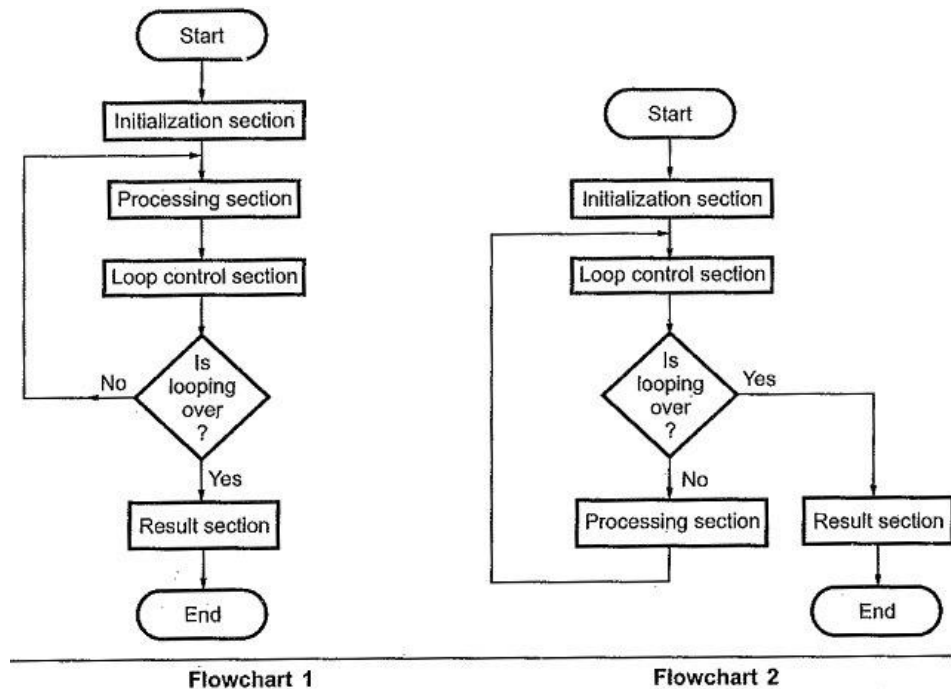 Start
Initialization section
Processing section
Loop control section
Is
looping
over
?
No
Yes
Result section
End
Flowchart 1
Start
Initialization section
Loop control section
Is
looping
over
?
Yes
No
Processing section
Result section
End
Flowchart 2